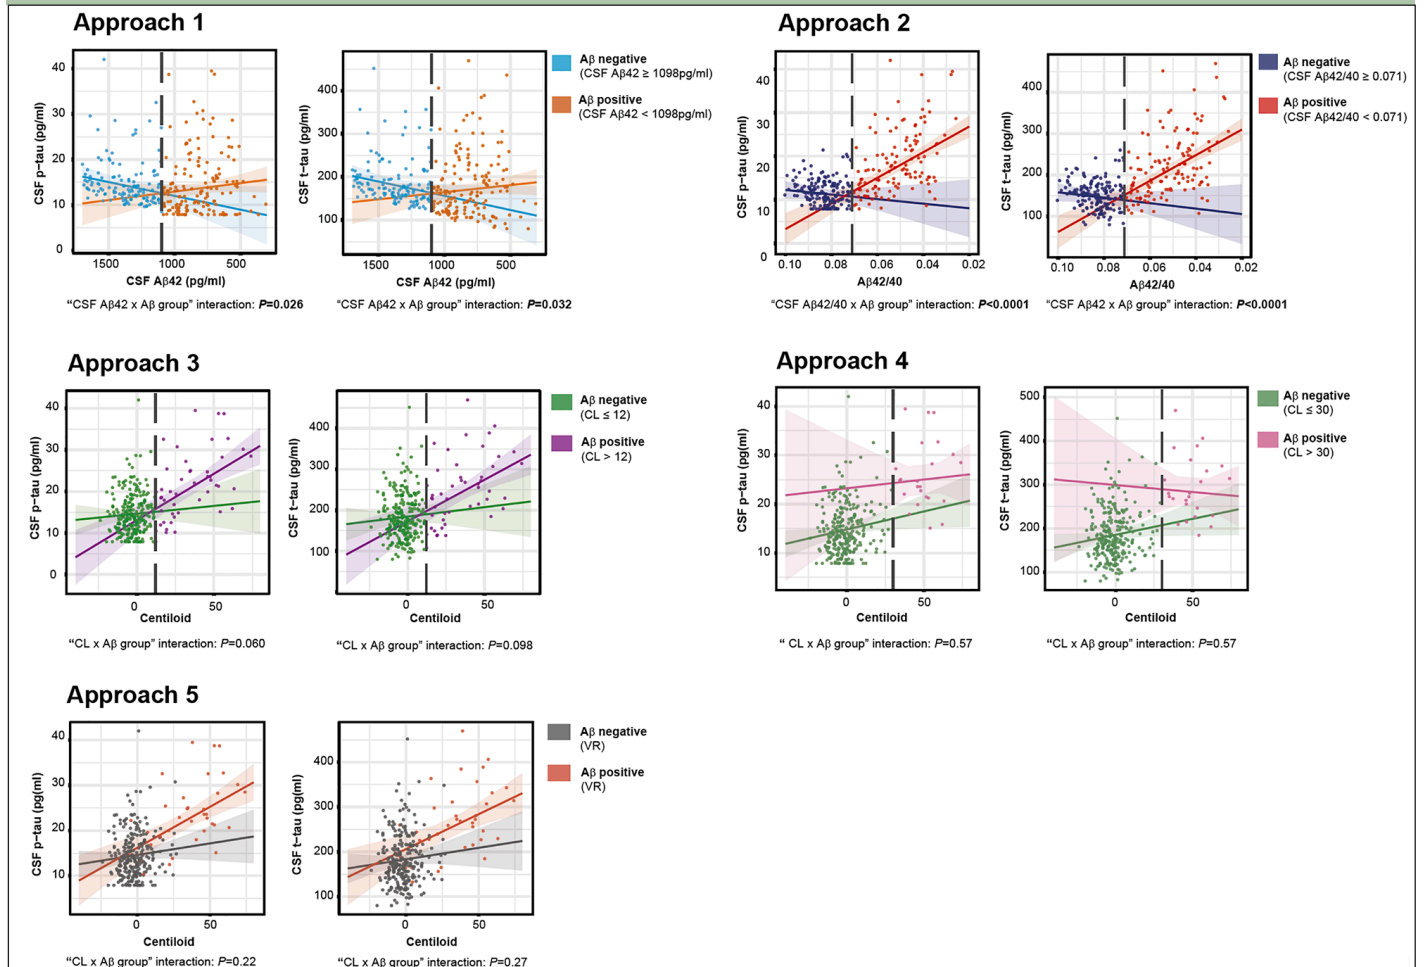 Approach 1
CSF p−tau (pg/ml)
40
30
20
10
0
1500
1000
500
CSF Aβ42 (pg/ml)
“CSF Aβ42 x Aβ group” interaction: P=0.026
CSF t−tau (pg/ml)
400
300
200
100
1500
1000
500
CSF Aβ42 (pg/ml)
“CSF Aβ42 x Aβ group” interaction: P=0.032
Aβ negative
(CSF Aβ42 ≥ 1098pg/ml)
Aβ positive
(CSF Aβ42 < 1098pg/ml)
Approach 2
CSF p−tau (pg/ml)
40
30
20
10
0
0.10
0.08
0.06
0.04
0.02
Aβ42/40
“CSF Aβ42/40 x Aβ group” interaction: P<0.0001
CSF t−tau (pg/ml)
400
300
200
100
0.10
0.08
0.06
0.04
0.02
Aβ42/40
“CSF Aβ42 x Aβ group” interaction: P<0.0001
Aβ negative
(CSF Aβ42/40 ≥ 0.071)
Aβ positive
(CSF Aβ42/40 < 0.071)
Approach 3
CSF p−tau (pg/ml)
40
30
20
10
0
0
50
Centiloid
“CL x Aβ group” interaction: P=0.060
CSF t−tau (pg/ml)
400
300
200
100
0
50
Centiloid
“CL x Aβ group” interaction: P=0.098
Aβ negative
(CL ≤ 12)
Aβ positive
(CL > 12)
Approach 4
CSF p−tau (pg(ml)
40
30
20
10
0
50
Centiloid
“ CL x Aβ group” interaction: P=0.57
CSF t−tau (pg(ml)
500
400
300
200
100
0
50
Centiloid
“CL x Aβ group” interaction: P=0.57
Aβ negative
(CL ≤ 30)
Aβ positive
(CL > 30)
Approach 5
CSF p−tau (pg(ml)
40
30
20
10
0
50
Centiloid
“CL x Aβ group” interaction: P=0.22
CSF t−tau (pg(ml)
400
300
200
100
0
50
Centiloid
“CL x Aβ group” interaction: P=0.27
Aβ negative
(VR)
Aβ positive
(VR)